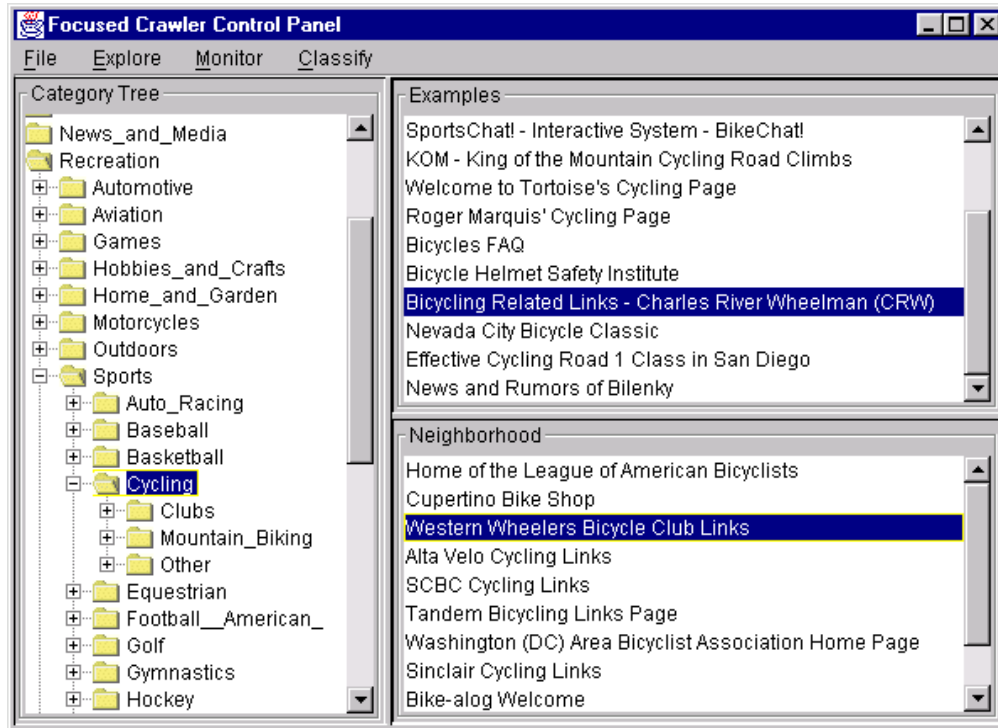 Focused Crawler Control Panel
File Explore Monitor Classify
Category Tree
News_and_Media
Recreation
Automotive
Aviation
Games
Hobbies_and_Crafts
Home_and_Garden
Motorcycles
Outdoors
Sports
Auto_Racing
Baseball
Basketball
Cycling
Clubs
Mountain_Biking
Other
Equestrian
Football__American_
Golf
Gymnastics
Hockey
Examples
SportsChat! - Interactive System - BikeChat!
KOM - King of the Mountain Cycling Road Climbs
Welcome to Tortoise's Cycling Page
Roger Marquis' Cycling Page
Bicycles FAQ
Bicycle Helmet Safety Institute
Bicycling Related Links - Charles River Wheelman (CRW)
Nevada City Bicycle Classic
Effective Cycling Road 1 Class in San Diego
News and Rumors of Bilenky
Neighborhood
Home of the League of American Bicyclists
Cupertino Bike Shop
Western Wheelers Bicycle Club Links
Alta Velo Cycling Links
SCBC Cycling Links
Tandem Bicycling Links Page
Washington (DC) Area Bicyclist Association Home Page
Sinclair Cycling Links
Bike-alog Welcome